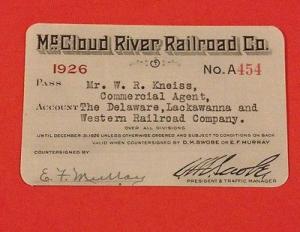 McCloud River Railroad Co.
1926 No. A454
PASS Mr. W. R. Kneiss,
Commercial Agent,
ACCOUNT The Delaware, Lackawanna and
Western Railroad Company.
OVER ALL DIVISIONS
UNTIL DECEMBER 31, 1926 UNLESS OTHERWISE ORDERED AND SUBJECT TO CONDITIONS ON BACK
VALID WHEN COUNTERSIGNED BY D. M. SWOBE OR E. F. MURRAY
COUNTERSIGNED BY
E. F. Murray
PRESIDENT & TRAFFIC MANAGER